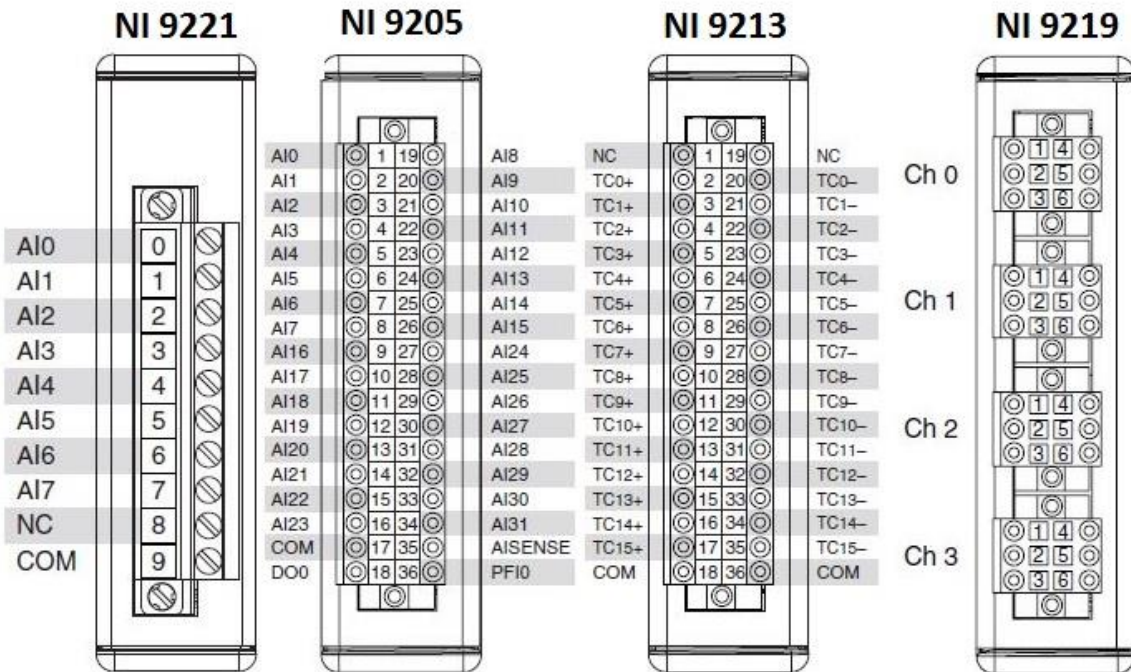 NI 9221 NI 9205 NI 9213 NI 9219
AI0 0
AI1 1
AI2 2
AI3 3
AI4 4
AI5 5
AI6 6
AI7 7
NC 8
COM 9
AI0 1 19 AI8
AI1 2 20 AI9
AI2 3 21 AI10
AI3 4 22 AI11
AI4 5 23 AI12
AI5 6 24 AI13
AI6 7 25 AI14
AI7 8 26 AI15
AI16 9 27 AI24
AI17 10 28 AI25
AI18 11 29 AI26
AI19 12 30 AI27
AI20 13 31 AI28
AI21 14 32 AI29
AI22 15 33 AI30
AI23 16 34 AI31
COM 17 35 AISENSE
DO0 18 36 PFI0
NC 1 19 NC
TC0+ 2 20 TC0–
TC1+ 3 21 TC1–
TC2+ 4 22 TC2–
TC3+ 5 23 TC3–
TC4+ 6 24 TC4–
TC5+ 7 25 TC5–
TC6+ 8 26 TC6–
TC7+ 9 27 TC7–
TC8+ 10 28 TC8–
TC9+ 11 29 TC9–
TC10+ 12 30 TC10–
TC11+ 13 31 TC11–
TC12+ 14 32 TC12–
TC13+ 15 33 TC13–
TC14+ 16 34 TC14–
TC15+ 17 35 TC15–
COM 18 36 COM
Ch 0
1 4
2 5
3 6
Ch 1
1 4
2 5
3 6
Ch 2
1 4
2 5
3 6
Ch 3
1 4
2 5
3 6